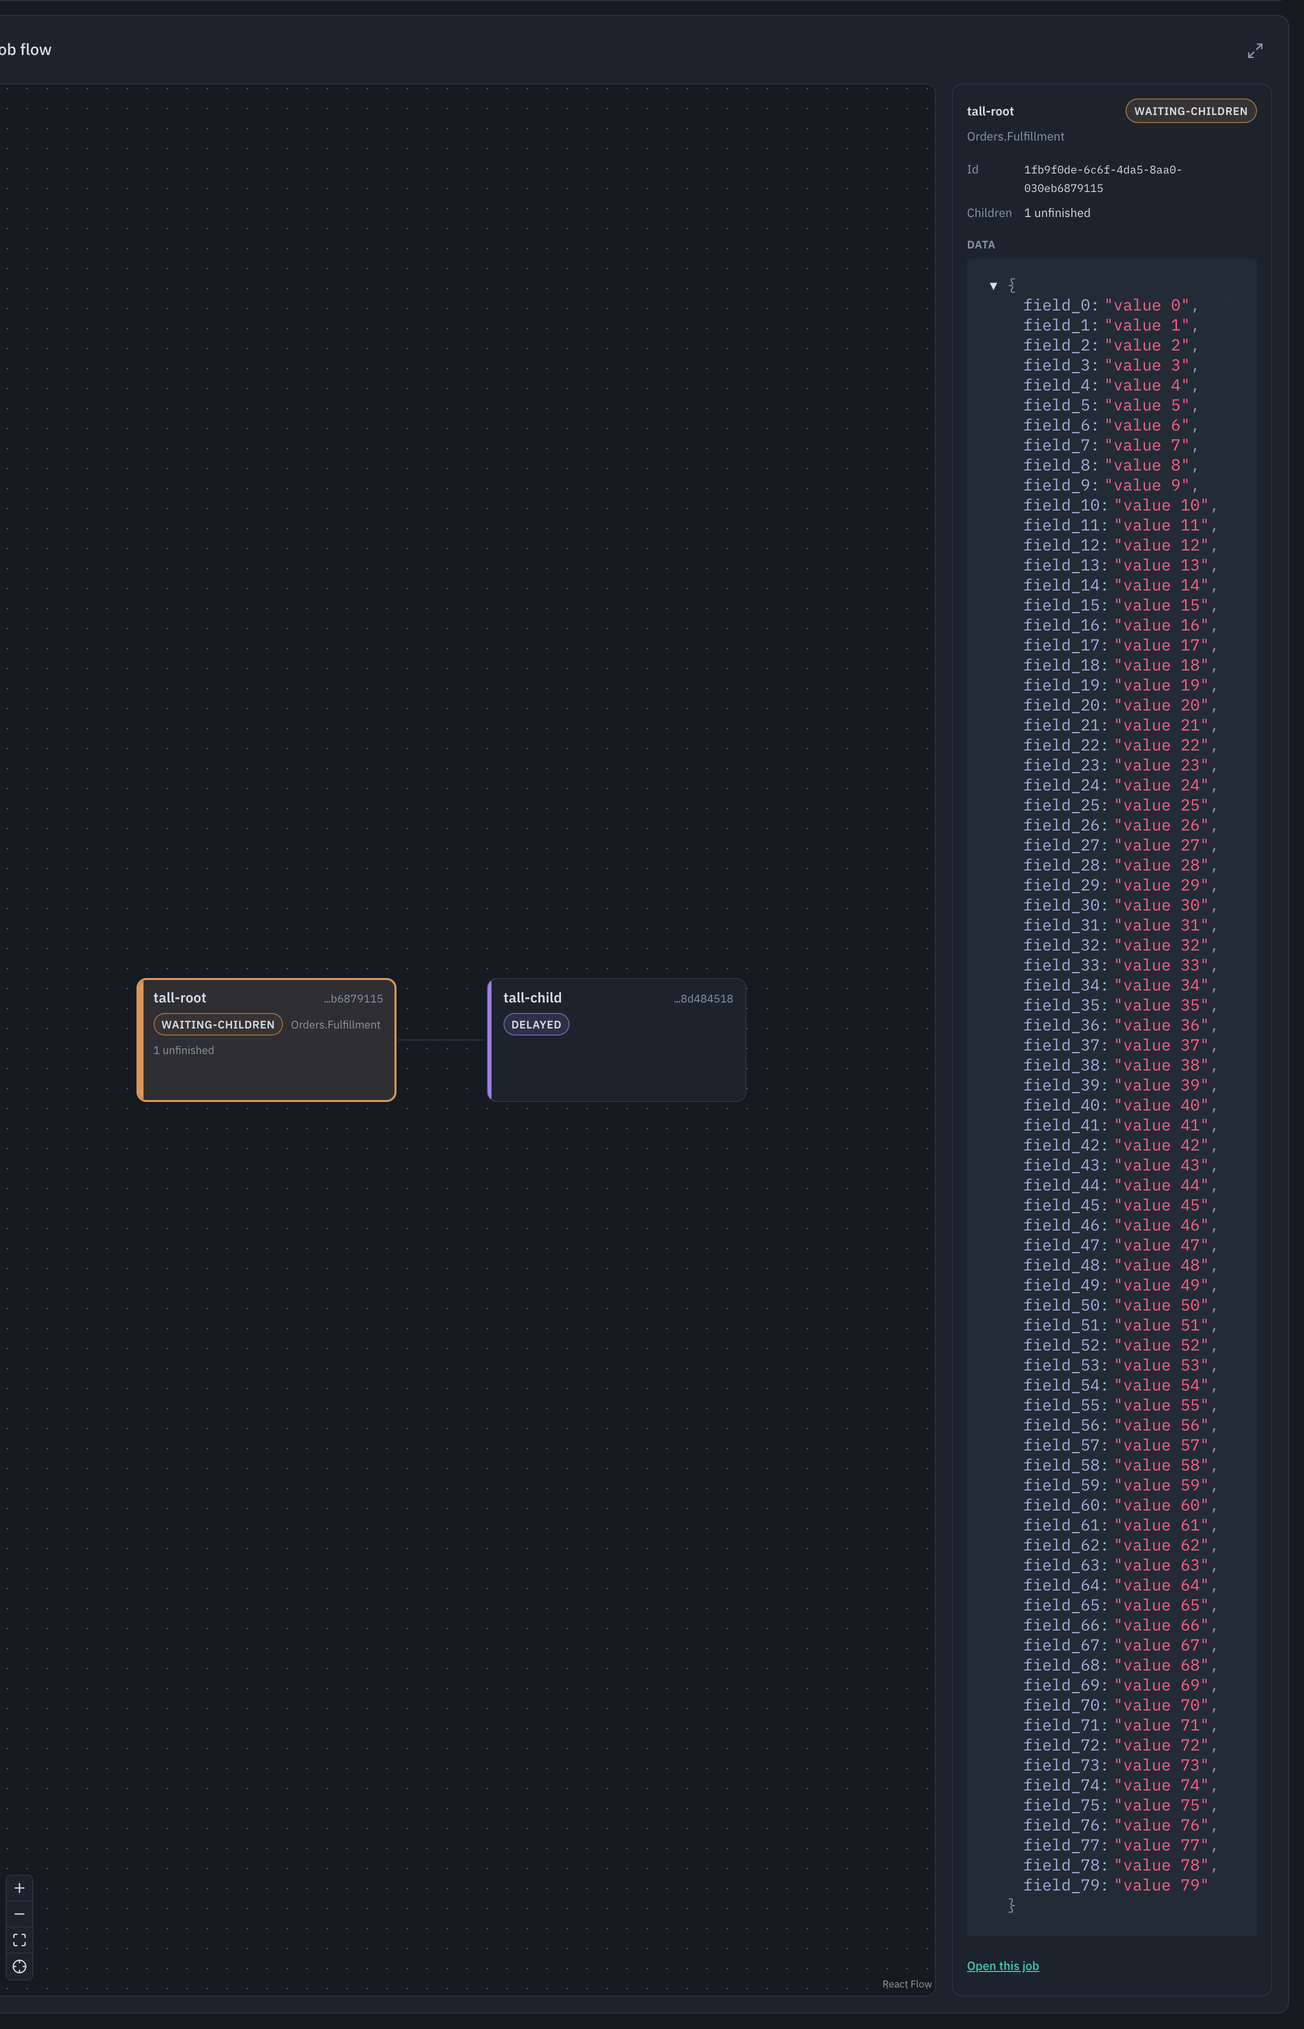 ob flow
tall-root
WAITING-CHILDREN
Orders.Fulfillment
Id 1fb9f0de-6c6f-4da5-8aa0-
030eb6879115
Children 1 unfinished
DATA
▼ {
field_0: "value 0",
field_1: "value 1",
field_2: "value 2",
field_3: "value 3",
field_4: "value 4",
field_5: "value 5",
field_6: "value 6",
field_7: "value 7",
field_8: "value 8",
field_9: "value 9",
field_10: "value 10",
field_11: "value 11",
field_12: "value 12",
field_13: "value 13",
field_14: "value 14",
field_15: "value 15",
field_16: "value 16",
field_17: "value 17",
field_18: "value 18",
field_19: "value 19",
field_20: "value 20",
field_21: "value 21",
field_22: "value 22",
field_23: "value 23",
field_24: "value 24",
field_25: "value 25",
field_26: "value 26",
field_27: "value 27",
field_28: "value 28",
field_29: "value 29",
field_30: "value 30",
field_31: "value 31",
field_32: "value 32",
field_33: "value 33",
field_34: "value 34",
field_35: "value 35",
field_36: "value 36",
field_37: "value 37",
field_38: "value 38",
field_39: "value 39",
field_40: "value 40",
field_41: "value 41",
field_42: "value 42",
field_43: "value 43",
field_44: "value 44",
field_45: "value 45",
field_46: "value 46",
field_47: "value 47",
field_48: "value 48",
field_49: "value 49",
field_50: "value 50",
field_51: "value 51",
field_52: "value 52",
field_53: "value 53",
field_54: "value 54",
field_55: "value 55",
field_56: "value 56",
field_57: "value 57",
field_58: "value 58",
field_59: "value 59",
field_60: "value 60",
field_61: "value 61",
field_62: "value 62",
field_63: "value 63",
field_64: "value 64",
field_65: "value 65",
field_66: "value 66",
field_67: "value 67",
field_68: "value 68",
field_69: "value 69",
field_70: "value 70",
field_71: "value 71",
field_72: "value 72",
field_73: "value 73",
field_74: "value 74",
field_75: "value 75",
field_76: "value 76",
field_77: "value 77",
field_78: "value 78",
field_79: "value 79"
}
Open this job
tall-root …b6879115
WAITING-CHILDREN Orders.Fulfillment
1 unfinished
tall-child …8d484518
DELAYED
React Flow